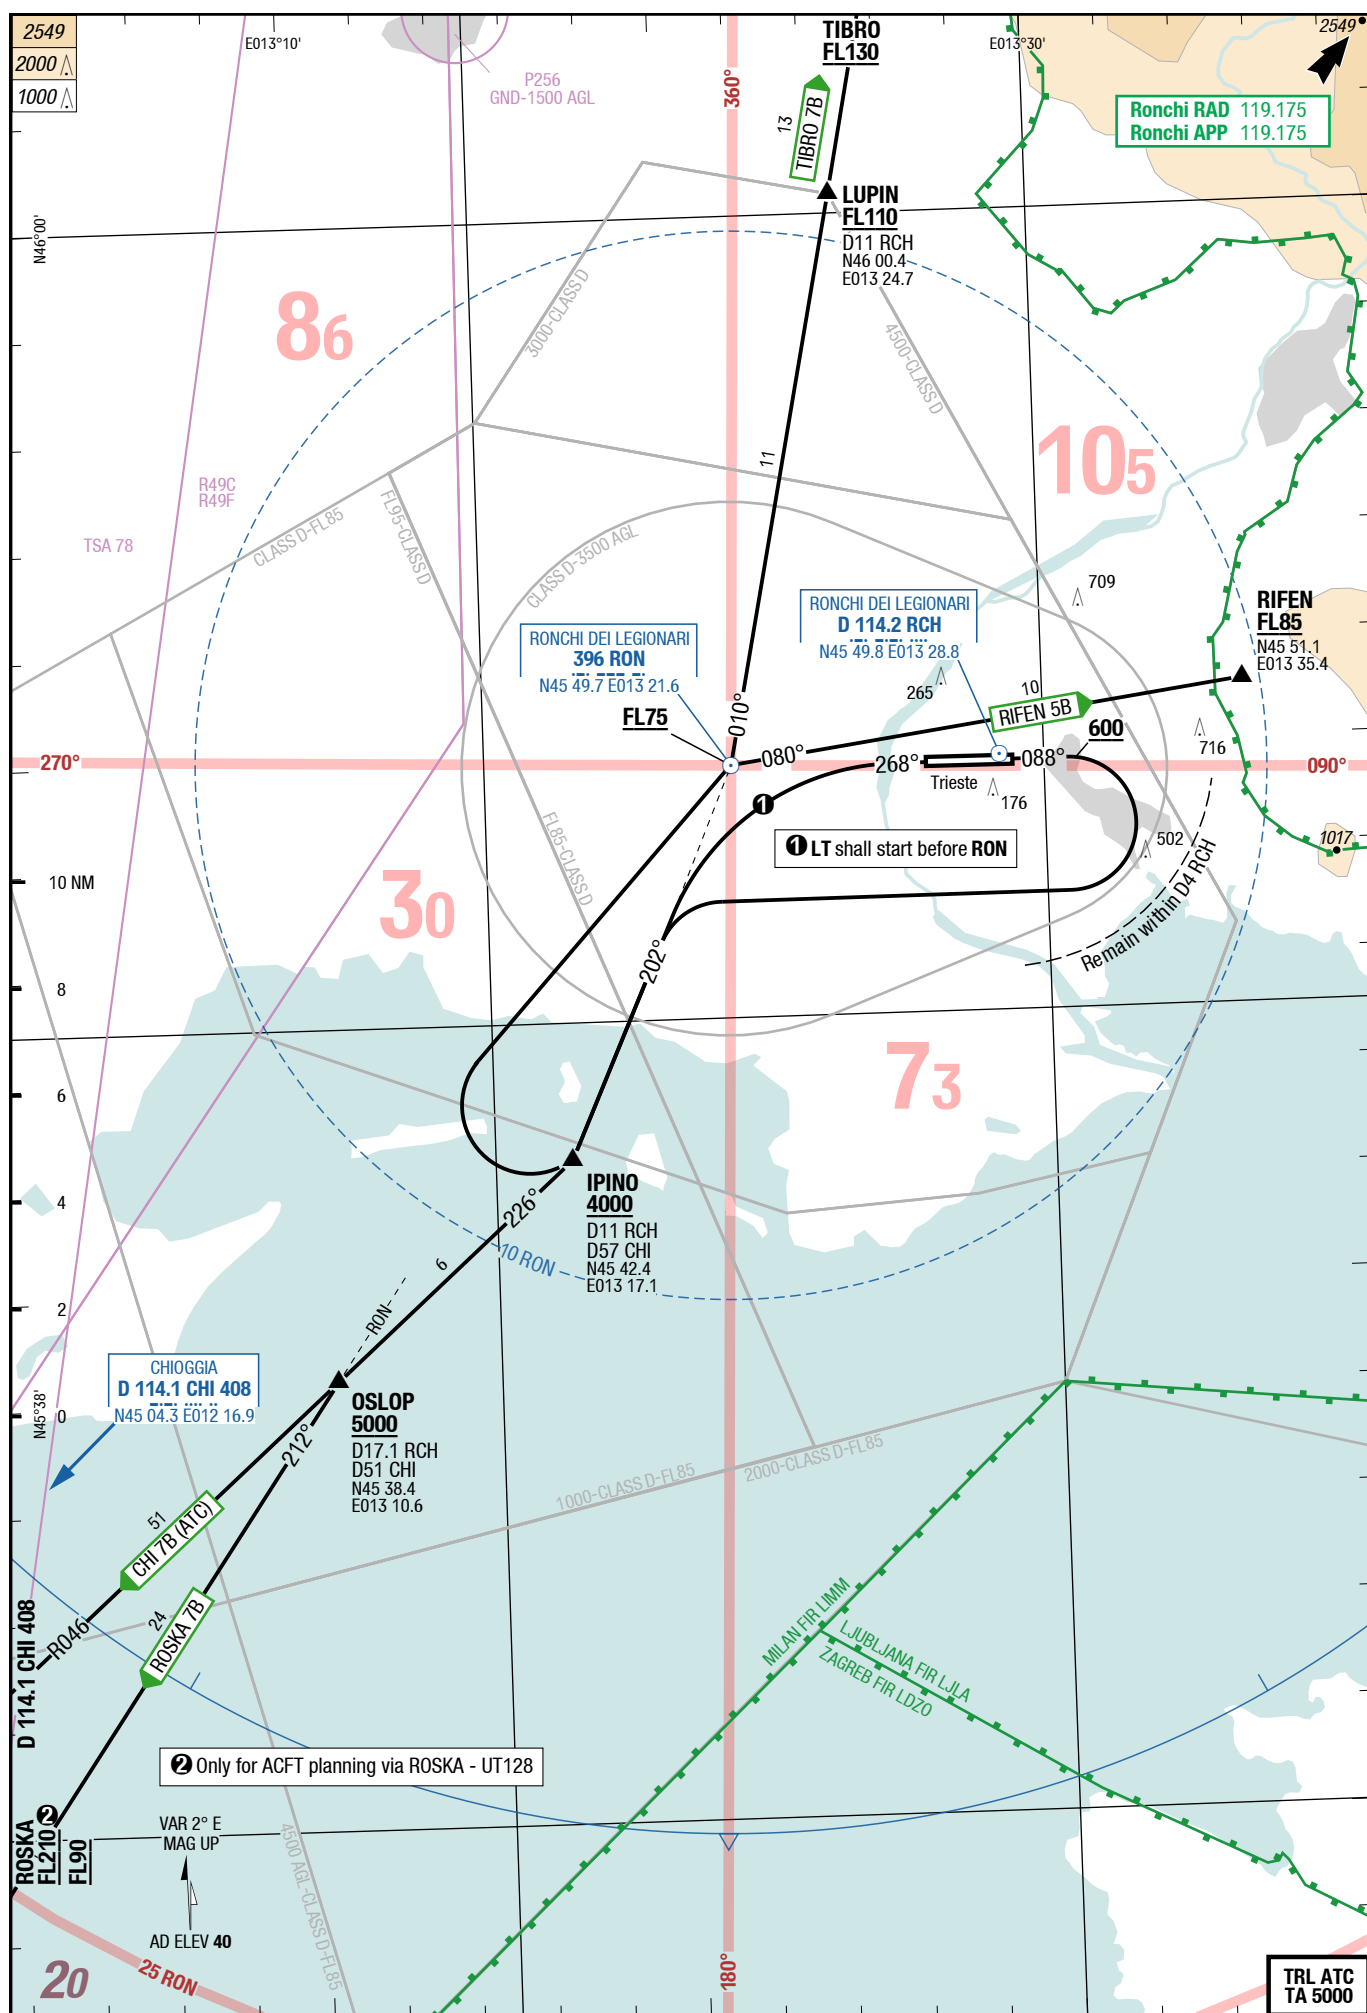 2549
2000
1000
E013°10'
P256
GND-1500 AGL
360°
TIBRO
FL130
13
TIBRO 7B
E013°30'
2549
Ronchi RAD 119.175
Ronchi APP 119.175
LUPIN
FL110
D11 RCH
N46 00.4
E013 24.7
N46°00'
86
3000-CLASS D
4500-CLASS D
11
105
R49C
R49F
TSA 78
CLASS D-FL85
FL95-CLASS D
CLASS D-3500 AGL
709
RONCHI DEI LEGIONARI
D 114.2 RCH
N45 49.8 E013 28.8
RONCHI DEI LEGIONARI
396 RON
N45 49.7 E013 21.6
RIFEN
FL85
N45 51.1
E013 35.4
265
10
RIFEN 5B
FL75
010°
600
716
270°
080°
268°
088°
090°
Trieste
176
1
1 LT shall start before RON
502
1017
FL85-CLASS D
10 NM
30
Remain within D4 RCH
202°
8
73
6
IPINO
4000
D11 RCH
D57 CHI
N45 42.4
E013 17.1
4
226°
10 RON
6
2
RON
CHIOGGIA
D 114.1 CHI 408
N45 04.3 E012 16.9
N45°38'
0
OSLOP
5000
D17.1 RCH
D51 CHI
N45 38.4
E013 10.6
212°
1000-CLASS D-FL85
2000-CLASS D-FL85
51
CHI 7B (ATC)
24
ROSKA 7B
R046
D 114.1 CHI 408
MILAN FIR LIMM
LJUBLJANA FIR LJLA
ZAGREB FIR LDZO
2 Only for ACFT planning via ROSKA - UT128
2
ROSKA
FL210
FL90
VAR 2° E
MAG UP
AD ELEV 40
4500 AGL-CLASS D-FL85
20
25 RON
180°
TRL ATC
TA 5000